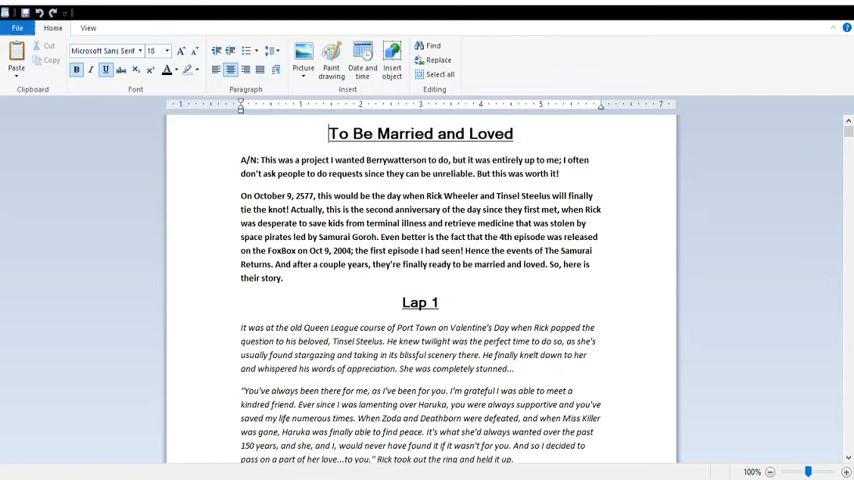 File Home View
Paste
Cut
Copy
Clipboard
Microsoft Sans Serif 18
B I U abc X₂ X² A
Font
Paragraph
Picture
Paint drawing
Date and time
Insert object
Insert
Find
Replace
Select all
Editing
1 1 2 3 4 5 7
To Be Married and Loved
A/N: This was a project I wanted Berrywatterson to do, but it was entirely up to me; I often
don't ask people to do requests since they can be unreliable. But this was worth it!
On October 9, 2577, this would be the day when Rick Wheeler and Tinsel Steelus will finally
tie the knot! Actually, this is the second anniversary of the day since they first met, when Rick
was desperate to save kids from terminal illness and retrieve medicine that was stolen by
space pirates led by Samurai Goroh. Even better is the fact that the 4th episode was released
on the FoxBox on Oct 9, 2004; the first episode I had seen! Hence the events of The Samurai
Returns. And after a couple years, they're finally ready to be married and loved. So, here is
their story.
Lap 1
It was at the old Queen League course of Port Town on Valentine's Day when Rick popped the
question to his beloved, Tinsel Steelus. He knew twilight was the perfect time to do so, as she's
usually found stargazing and taking in its blissful scenery there. He finally knelt down to her
and whispered his words of appreciation. She was completely stunned...
"You've always been there for me, as I've been for you. I'm grateful I was able to meet a
kindred friend. Ever since I was lamenting over Haruka, you were always supportive and you've
saved my life numerous times. When Zoda and Deathborn were defeated, and when Miss Killer
was gone, Haruka was finally able to find peace. It's what she'd always wanted over the past
150 years, and she, and I, would never have found it if it wasn't for you. And so I decided to
pass on a part of her love...to you." Rick took out the ring and held it up.
100%